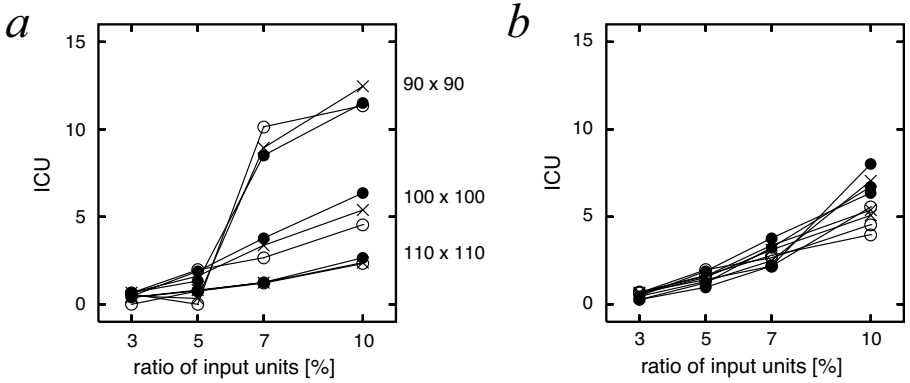 a
15
10
5
0
ICU
3 5 7 10
ratio of input units [%]
90 x 90
100 x 100
110 x 110
b
15
10
5
0
ICU
3 5 7 10
ratio of input units [%]